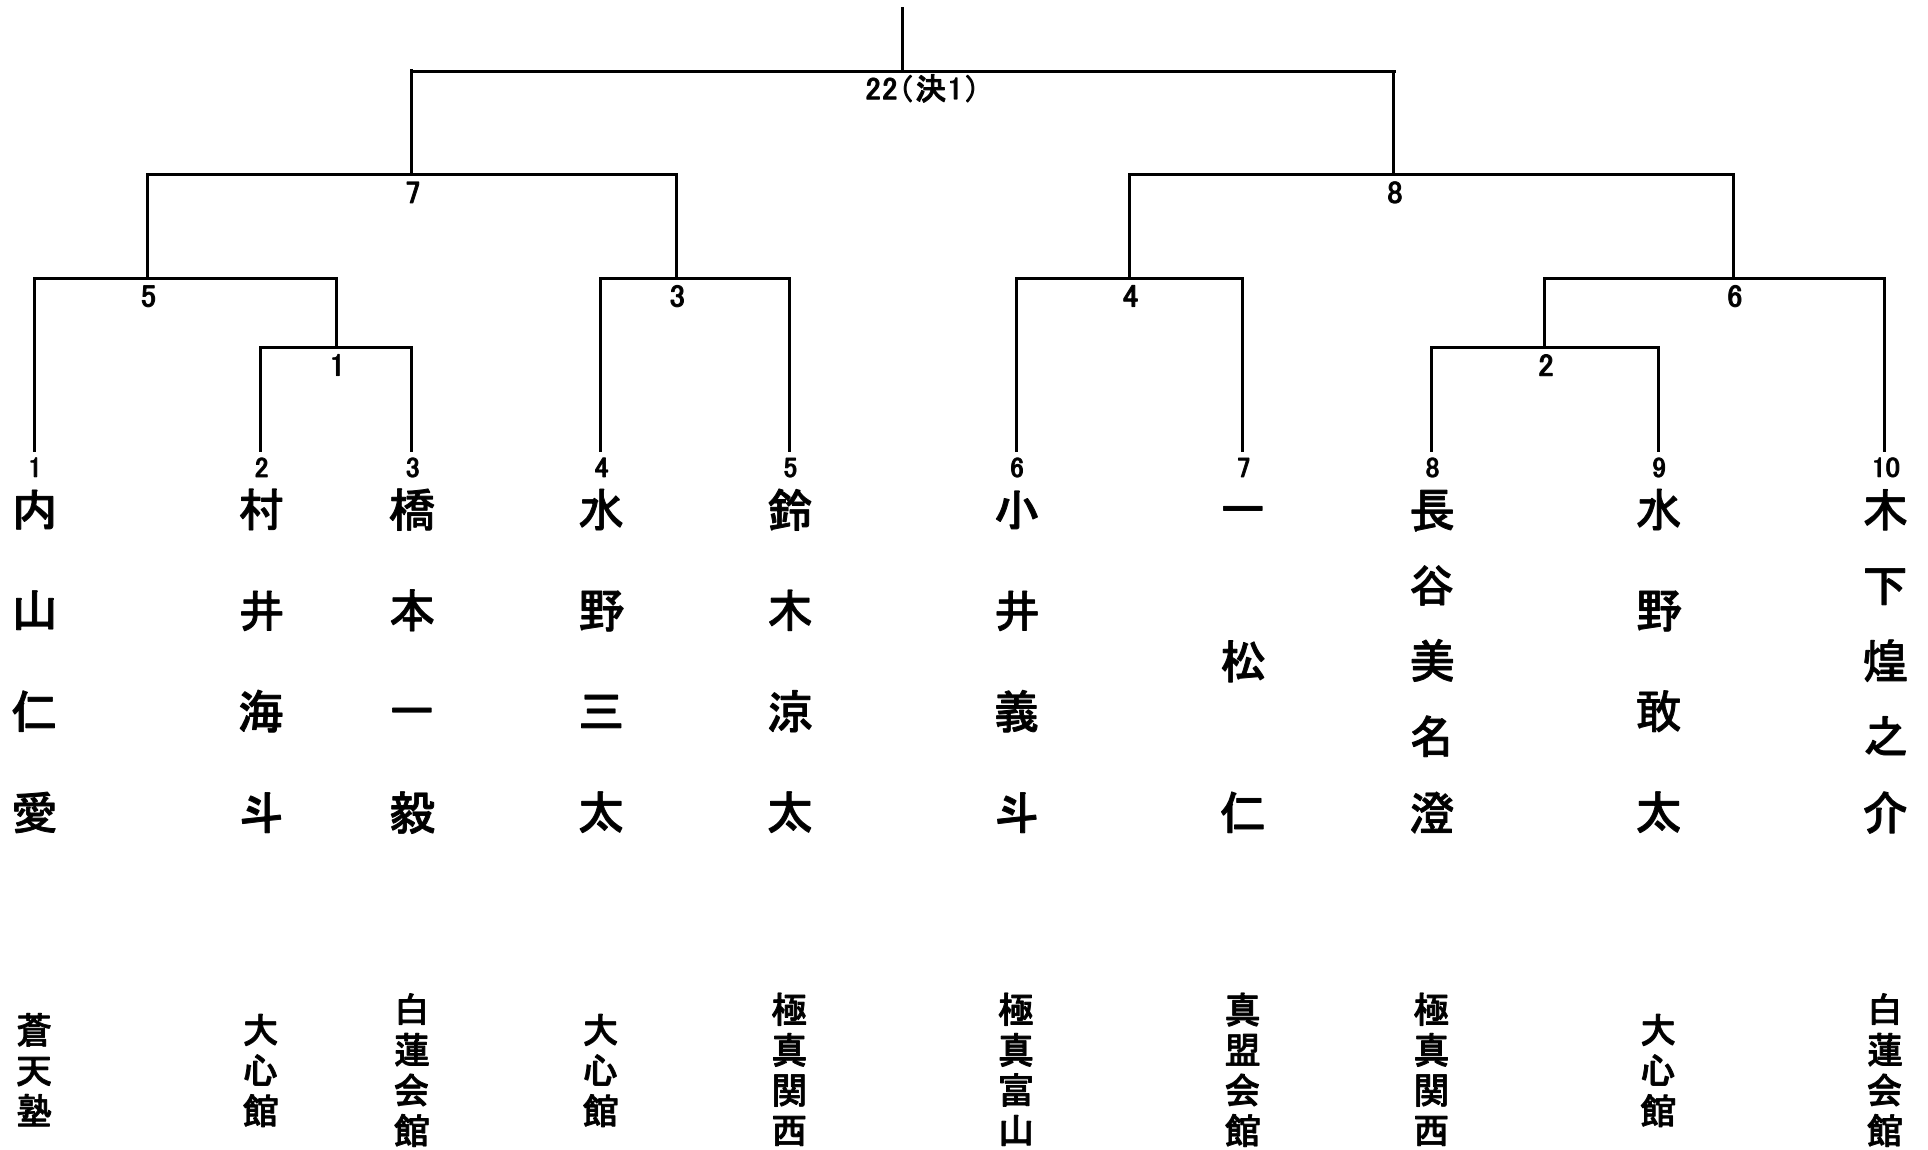 22(決1)
7
8
5
3
4
6
1
2
1
2
3
4
5
6
7
8
9
10
内山仁愛
村井海斗
橋本一毅
水野三太
鈴木涼太
小井義斗
一松仁
長谷美名澄
水野敢太
木下煌之介
蒼天塾
大心館
白蓮会館
大心館
極真関西
極真富山
真盟会館
極真関西
大心館
白蓮会館